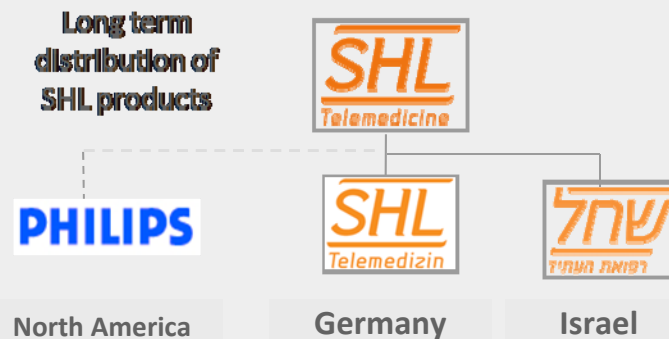 Long term
distribution of
SHL products
SHL
Telemedicine
PHILIPS
SHL
Telemedizin
שחל
רפואת העתיד
North America
Germany
Israel